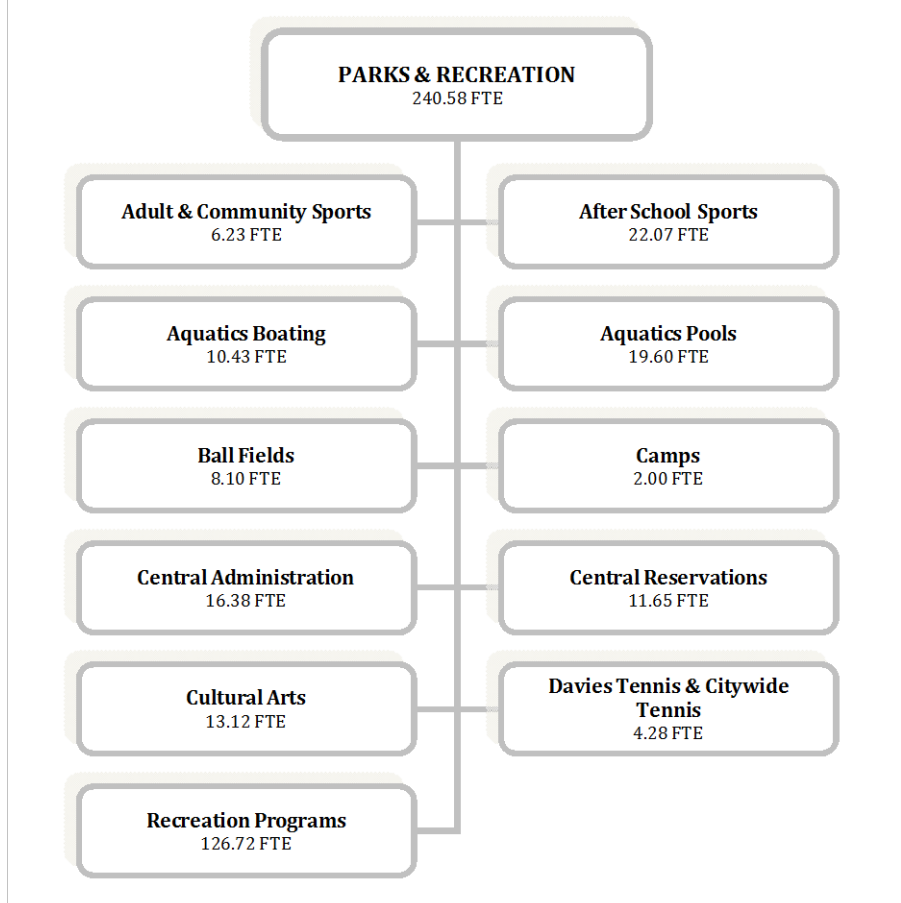 PARKS & RECREATION
240.58 FTE
Adult & Community Sports
6.23 FTE
After School Sports
22.07 FTE
Aquatics Boating
10.43 FTE
Aquatics Pools
19.60 FTE
Ball Fields
8.10 FTE
Camps
2.00 FTE
Central Administration
16.38 FTE
Central Reservations
11.65 FTE
Cultural Arts
13.12 FTE
Davies Tennis & Citywide
Tennis
4.28 FTE
Recreation Programs
126.72 FTE